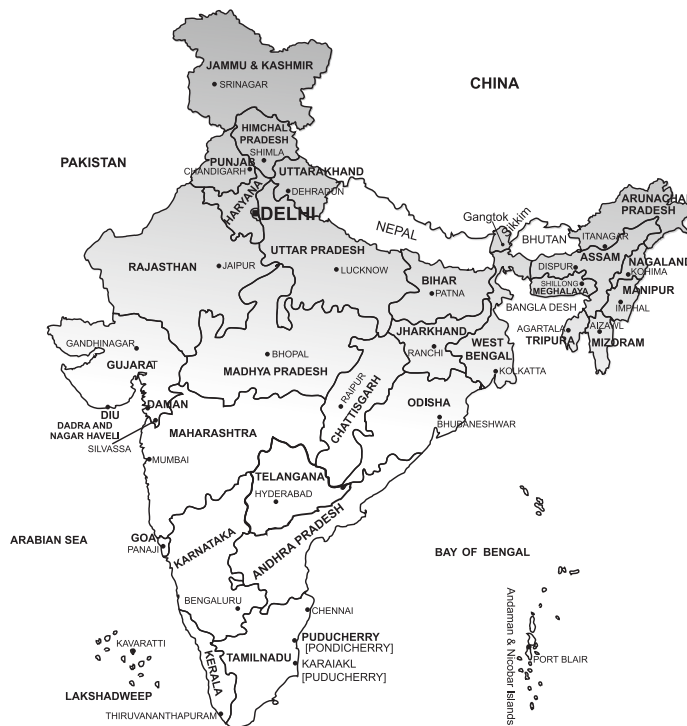 JAMMU & KASHMIR
SRINAGAR
CHINA
HIMCHAL
PRADESH
SHIMLA
PAKISTAN
PUNJAB
CHANDIGARH
UTTARAKHAND
DEHRADUN
HARYANA
DELHI
ARUNACHAL
PRADESH
Gangtok
Sikkim
NEPAL
BHUTAN
ITANAGAR
UTTAR PRADESH
LUCKNOW
RAJASTHAN
JAIPUR
ASSAM
DISPUR
NAGALAND
KOHIMA
BIHAR
PATNA
SHILLONG
MEGHALAYA
MANIPUR
IMPHAL
BANGLA DESH
GANDHINAGAR
GUJARAT
BHOPAL
MADHYA PRADESH
JHARKHAND
RANCHI
WEST
BENGAL
KOLKATTA
AGARTALA
TRIPURA
AIZAWL
MIZORAM
RAIPUR
CHATTISGARH
ODISHA
BHUBANESHWAR
DIU
DAMAN
DADRA AND
NAGAR HAVELI
SILVASSA
MAHARASHTRA
MUMBAI
TELANGANA
HYDERABAD
ARABIAN SEA
GOA
PANAJI
KARNATAKA
ANDHRA PRADESH
BAY OF BENGAL
BENGALURU
CHENNAI
Andaman & Nicobar Islands
PORT BLAIR
KAVARATTI
LAKSHADWEEP
KERALA
TAMILNADU
PUDUCHERRY
[PONDICHERRY]
KARAIAKL
[PUDUCHERRY]
THIRUVANANTHAPURAM